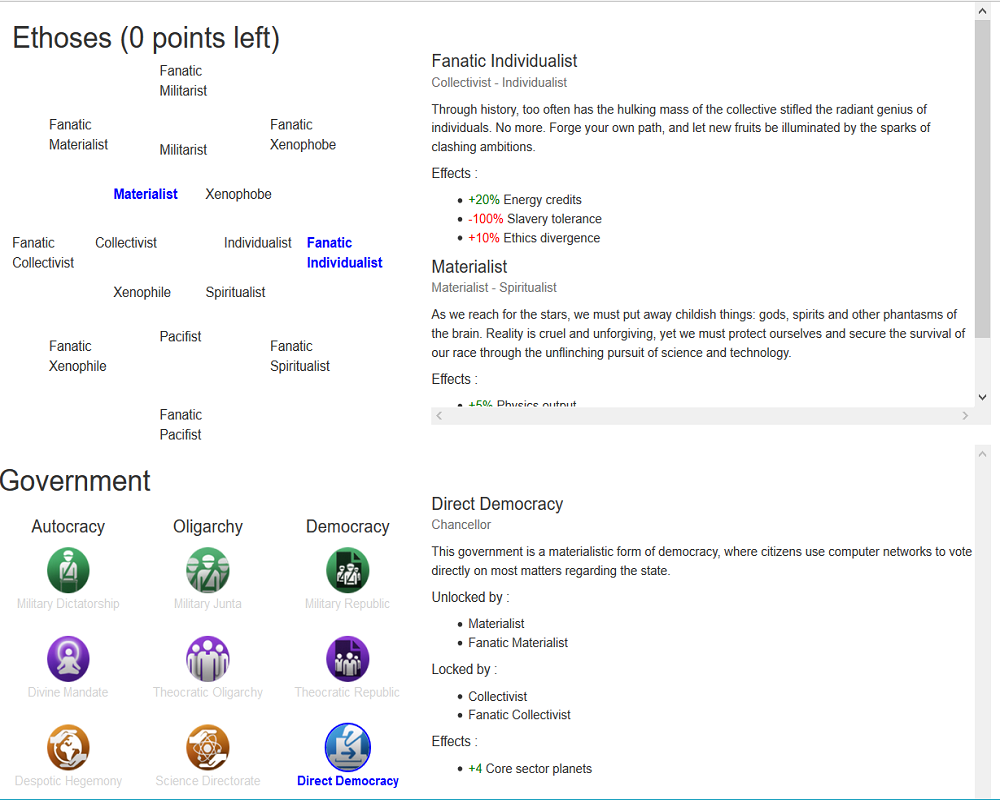 Ethoses (0 points left)
Fanatic
Militarist
Fanatic
Materialist
Militarist
Fanatic
Xenophobe
Materialist
Xenophobe
Fanatic
Collectivist
Collectivist
Individualist
Fanatic
Individualist
Xenophile
Spiritualist
Fanatic
Xenophile
Pacifist
Fanatic
Spiritualist
Fanatic
Pacifist
Fanatic Individualist
Collectivist - Individualist
Through history, too often has the hulking mass of the collective stifled the radiant genius of
individuals. No more. Forge your own path, and let new fruits be illuminated by the sparks of
clashing ambitions.
Effects :
+20% Energy credits
-100% Slavery tolerance
+10% Ethics divergence
Materialist
Materialist - Spiritualist
As we reach for the stars, we must put away childish things: gods, spirits and other phantasms of
the brain. Reality is cruel and unforgiving, yet we must protect ourselves and secure the survival of
our race through the unflinching pursuit of science and technology.
Effects :
+5% Physics output
Government
Autocracy
Oligarchy
Democracy
Military Dictatorship
Military Junta
Military Republic
Divine Mandate
Theocratic Oligarchy
Theocratic Republic
Despotic Hegemony
Science Directorate
Direct Democracy
Direct Democracy
Chancellor
This government is a materialistic form of democracy, where citizens use computer networks to vote
directly on most matters regarding the state.
Unlocked by :
Materialist
Fanatic Materialist
Locked by :
Collectivist
Fanatic Collectivist
Effects :
+4 Core sector planets